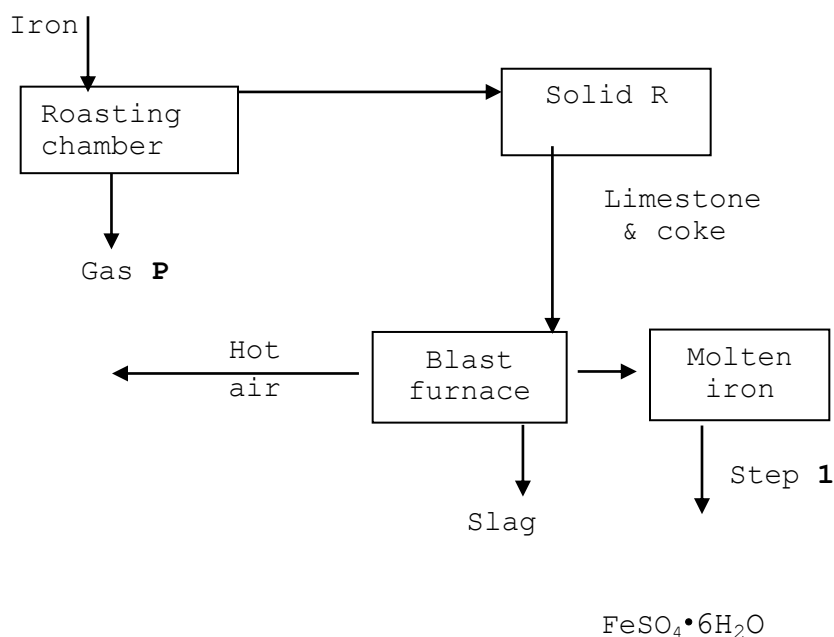 Iron
Roasting
chamber
Solid R
Limestone
& coke
Gas P
Hot
air
Blast
furnace
Molten
iron
Step 1
Slag
FeSO₄•6H₂O